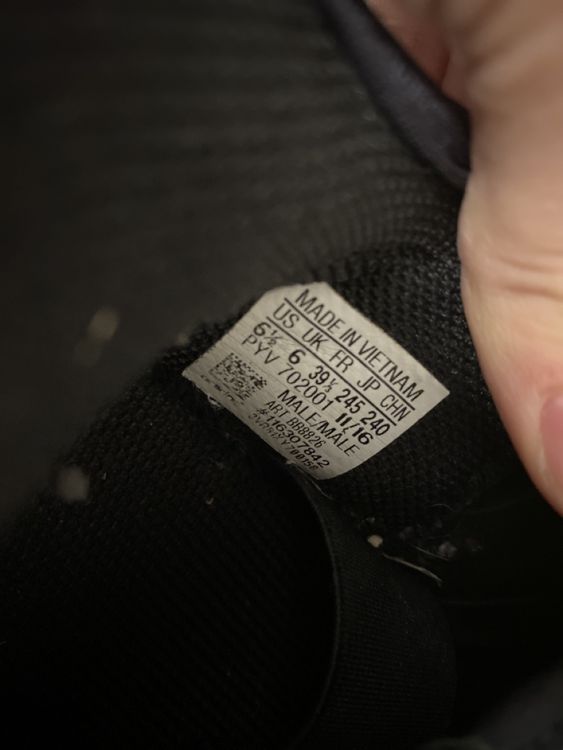 MADE IN VIETNAM
US UK FR JP CHN
6½ 6 39⅓ 245 240
PYV 702001 11/16
MALE/MALE
ART BB8826
#116307842